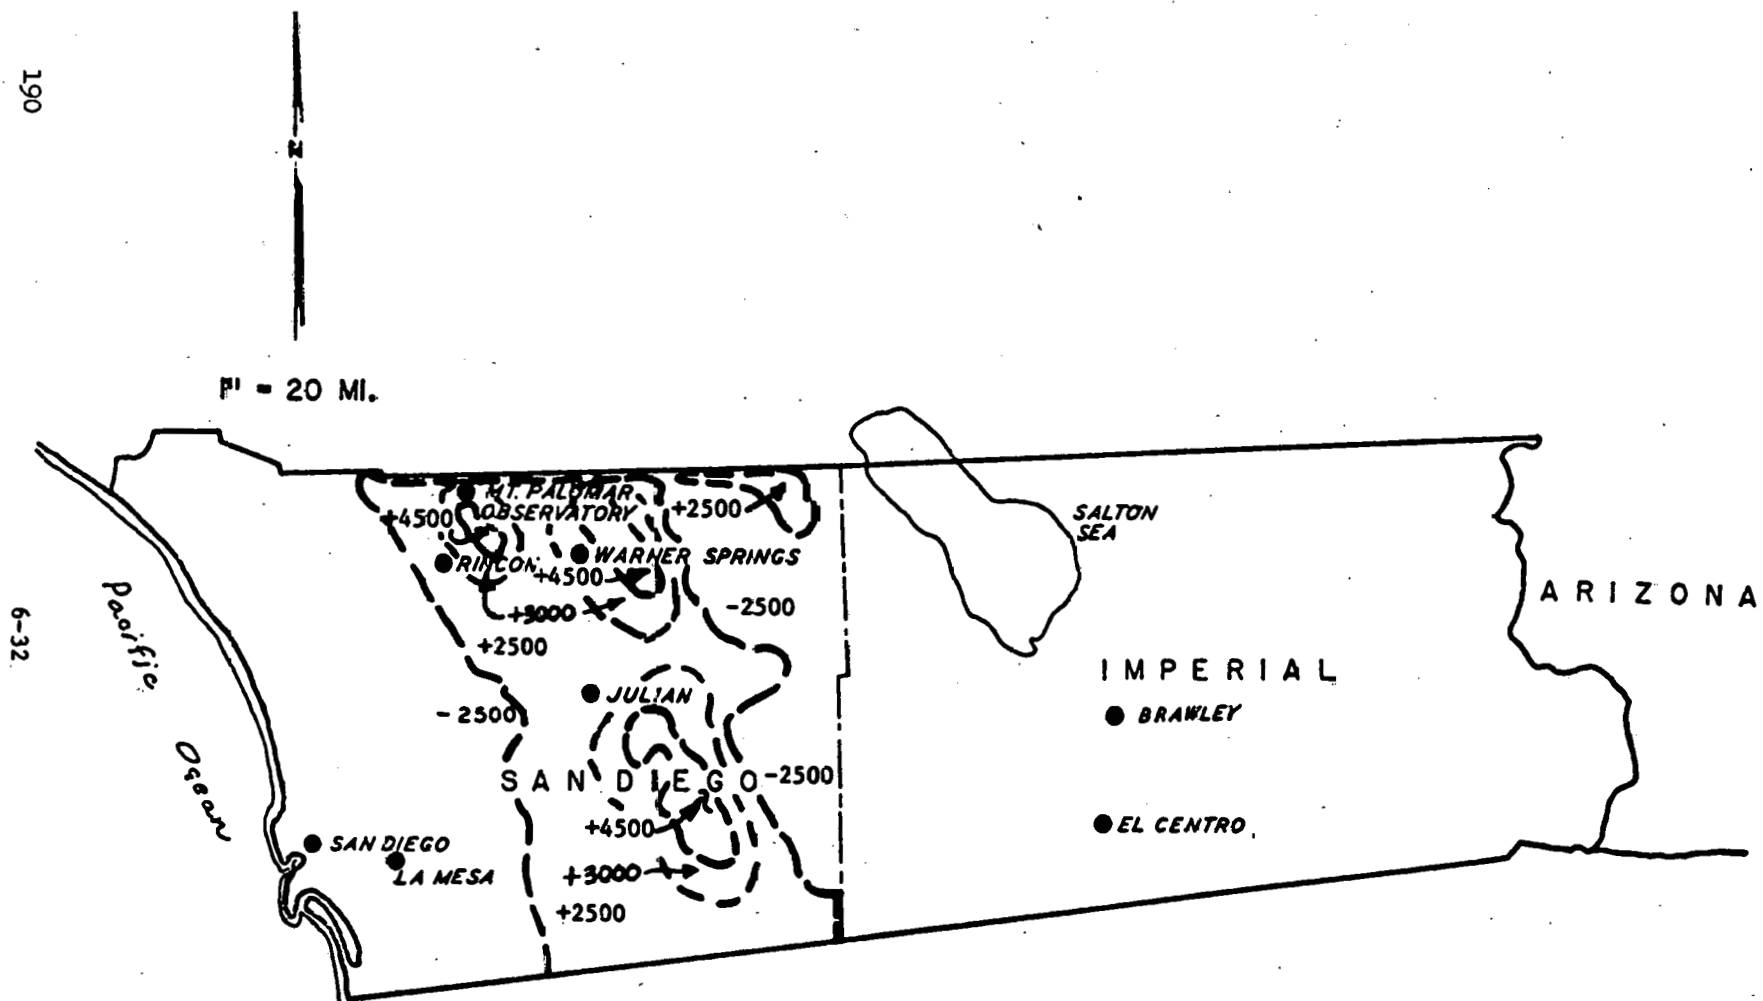 190
N
1" = 20 MI.
MT. PALOMAR
OBSERVATORY
+4500
+2500
RINCON
WARNER SPRINGS
+4500
+3000
-2500
+2500
SALTON
SEA
ARIZONA
Pacific
Ocean
6-32
IMPERIAL
JULIAN
-2500
BRAWLEY
SAN DIEGO
-2500
+4500
EL CENTRO
SAN DIEGO
LA MESA
+3000
+2500